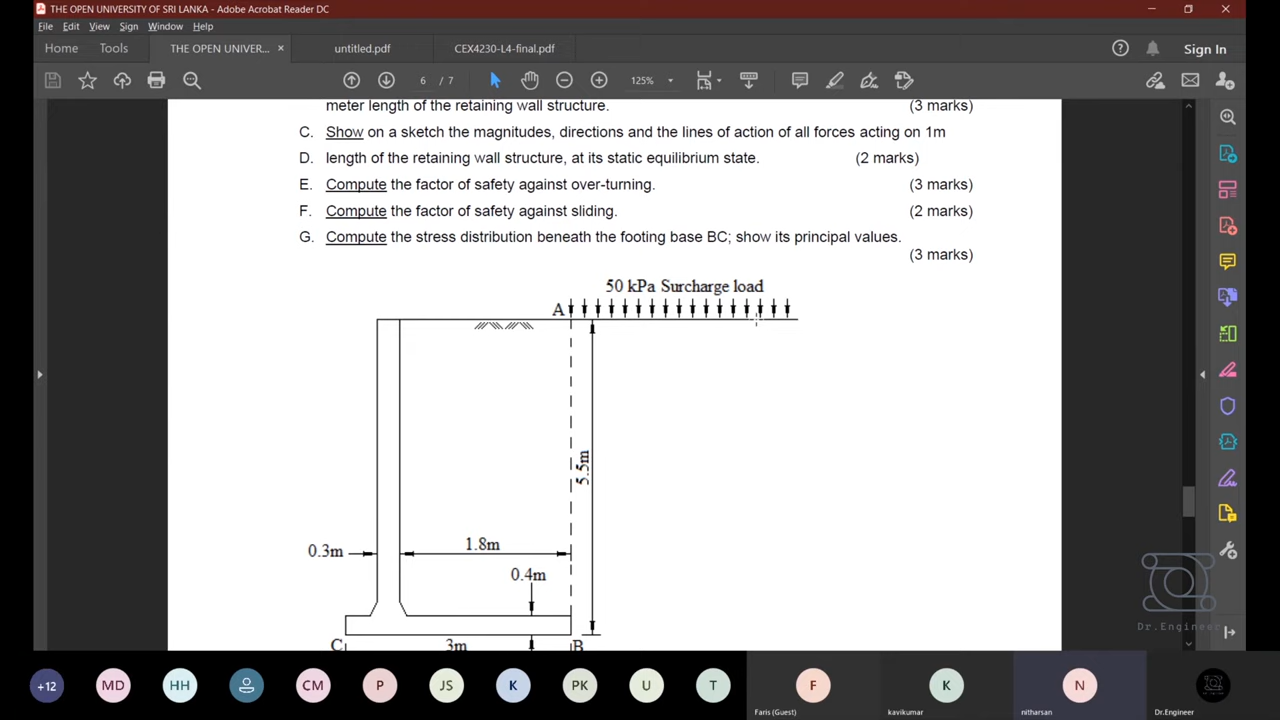 THE OPEN UNIVERSITY OF SRI LANKA - Adobe Acrobat Reader DC
File Edit View Sign Window Help
Home Tools THE OPEN UNIVER... × untitled.pdf CEX4230-L4-final.pdf Sign In
6 / 7 125%
meter length of the retaining wall structure. (3 marks)
C. Show on a sketch the magnitudes, directions and the lines of action of all forces acting on 1m
D. length of the retaining wall structure, at its static equilibrium state. (2 marks)
E. Compute the factor of safety against over-turning. (3 marks)
F. Compute the factor of safety against sliding. (2 marks)
G. Compute the stress distribution beneath the footing base BC; show its principal values.
(3 marks)
50 kPa Surcharge load
A
5.5m
0.3m
1.8m
0.4m
C 3m B
Dr.Engineer
+12 MD HH CM P JS K PK U T F K N
Faris (Guest) kavikumar nitharsan Dr.Engineer